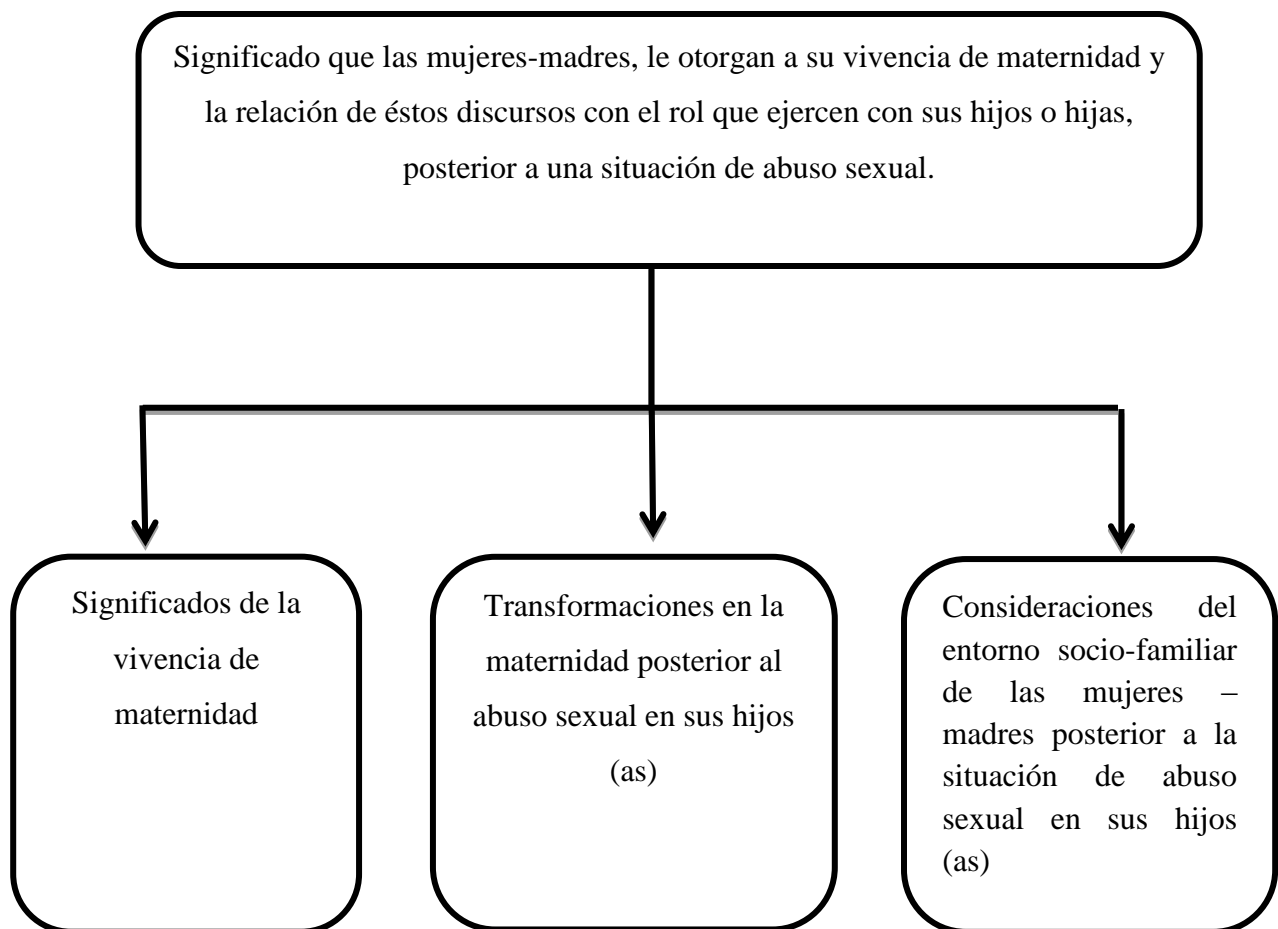 Significado que las mujeres-madres, le otorgan a su vivencia de maternidad y
la relación de éstos discursos con el rol que ejercen con sus hijos o hijas,
posterior a una situación de abuso sexual.
Significados de la
vivencia de
maternidad
Transformaciones en la
maternidad posterior al
abuso sexual en sus hijos
(as)
Consideraciones del
entorno socio-familiar
de las mujeres –
madres posterior a la
situación de abuso
sexual en sus hijos
(as)